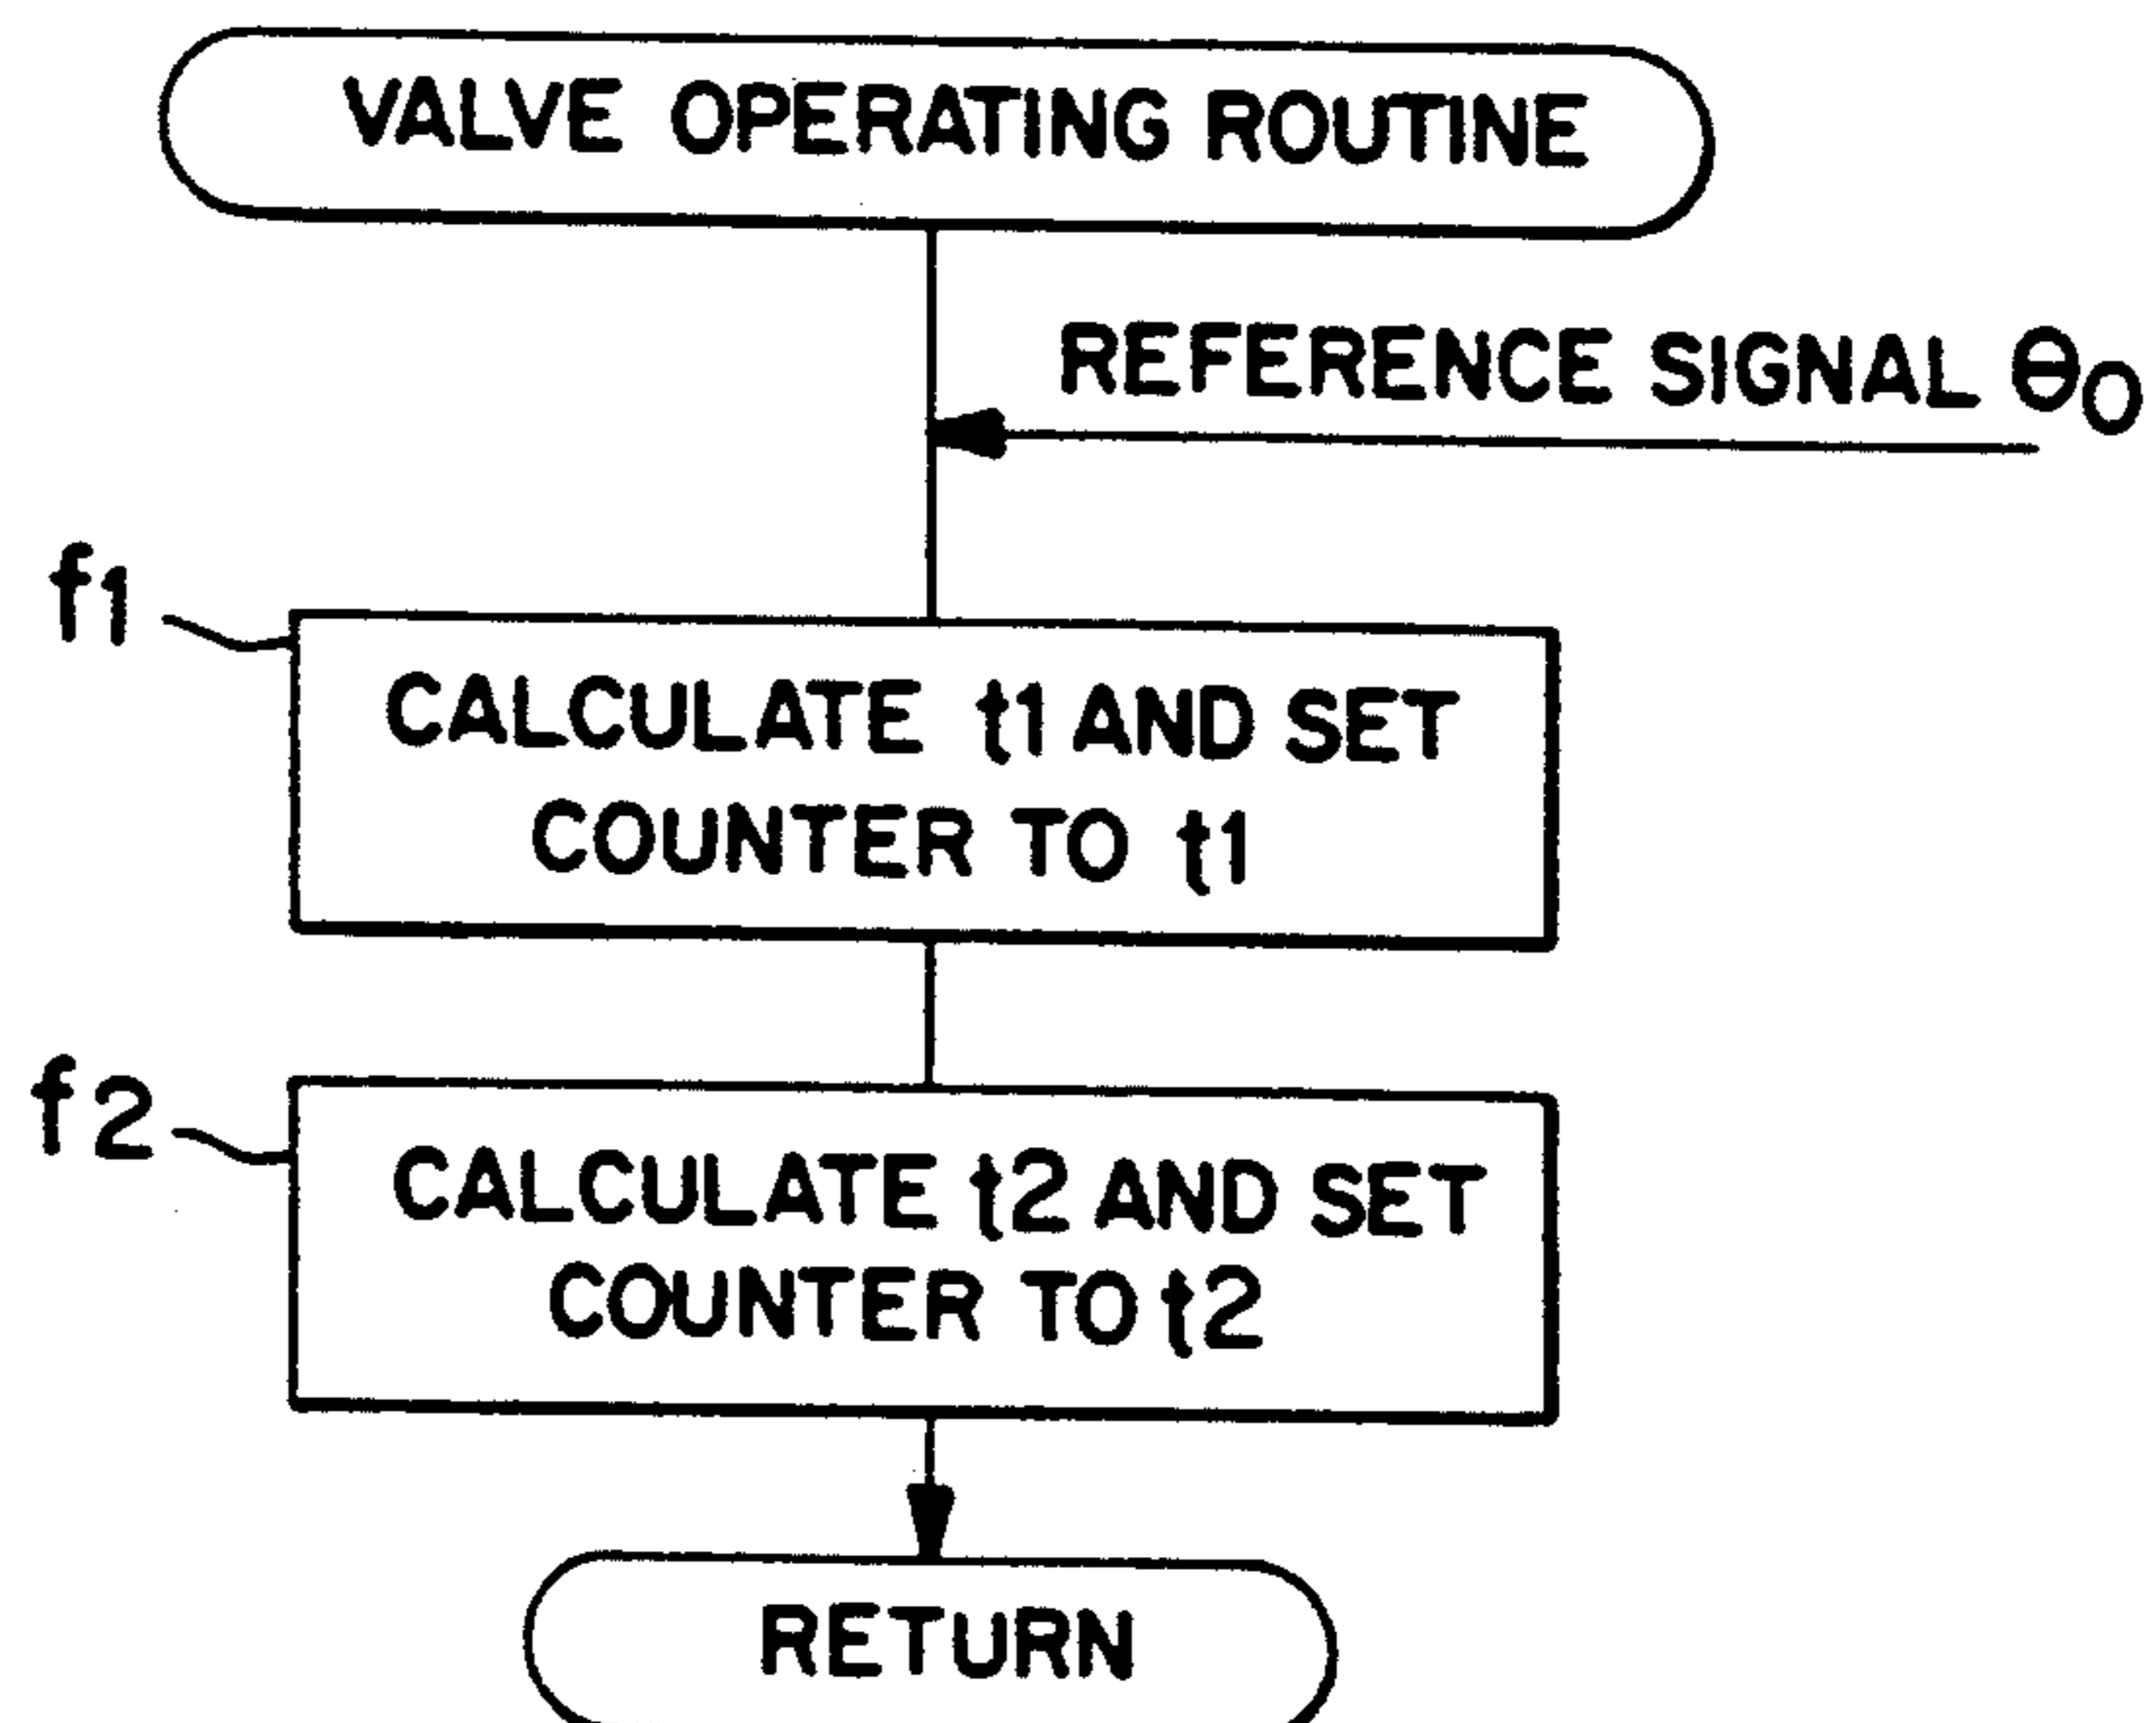 VALVE OPERATING ROUTINE
REFERENCE SIGNAL θ0
f1
CALCULATE t1 AND SET
COUNTER TO t1
f2
CALCULATE t2 AND SET
COUNTER TO t2
RETURN